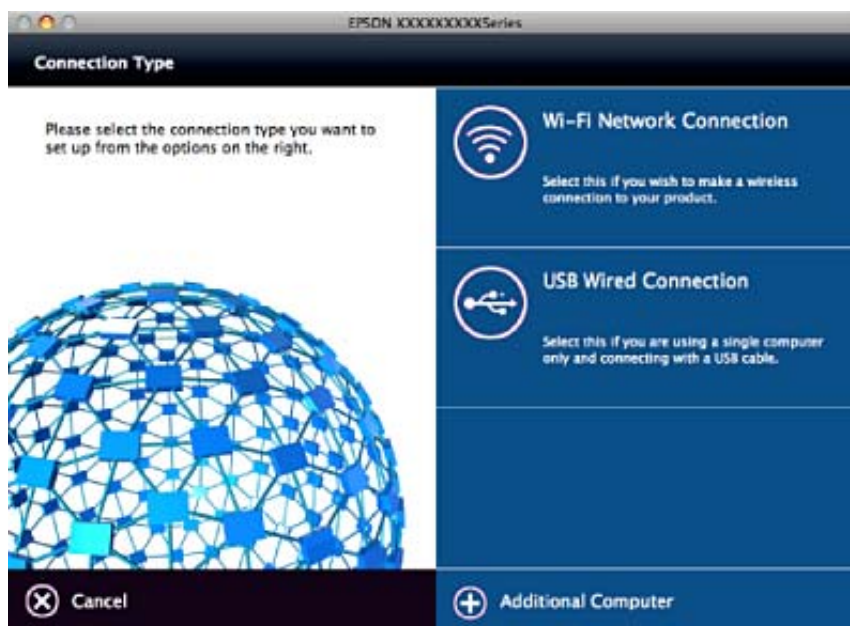 EPSON XXXXXXXXXSeries
Connection Type
Please select the connection type you want to
set up from the options on the right.
Wi-Fi Network Connection
Select this if you wish to make a wireless
connection to your product.
USB Wired Connection
Select this if you are using a single computer
only and connecting with a USB cable.
Cancel
Additional Computer